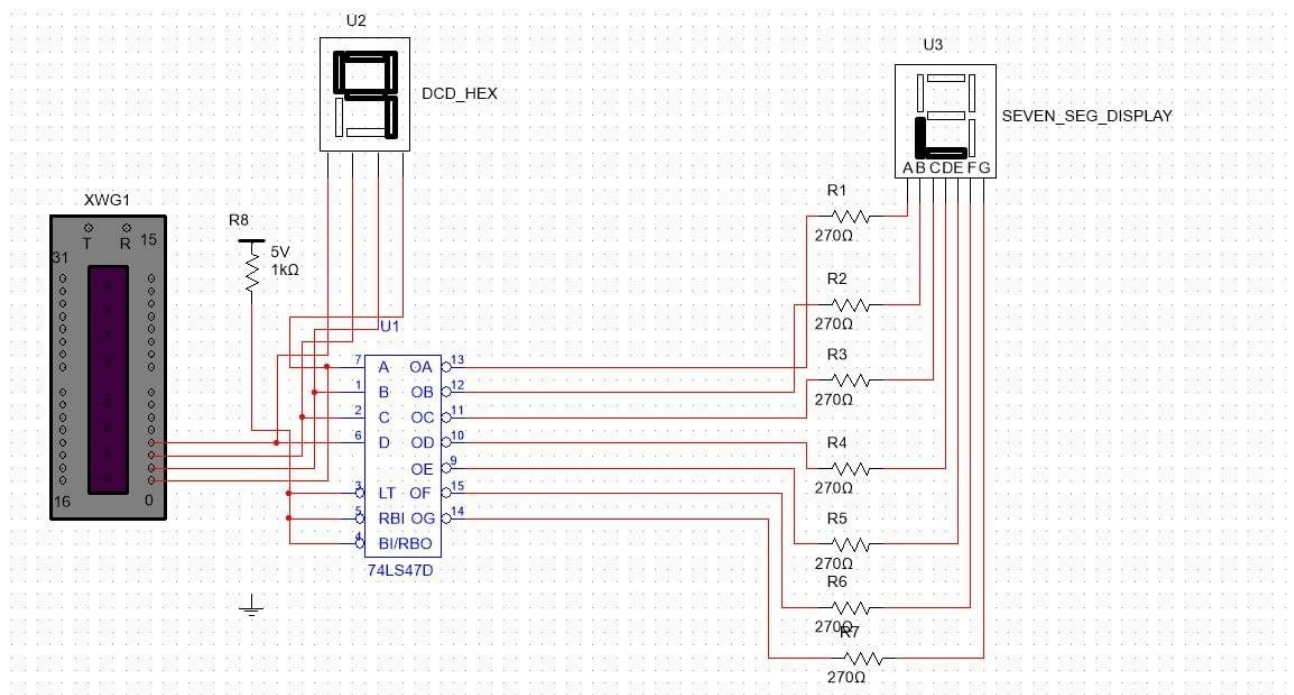 U2
DCD_HEX
U3
SEVEN_SEG_DISPLAY
A B C D E F G
XWG1
T R
15
31
16
0
R8
5V
1kΩ
U1
7 A OA 13
1 B OB 12
2 C OC 11
6 D OD 10
OE 9
3 LT OF 15
5 RBI OG 14
4 BI/RBO
74LS47D
R1
270Ω
R2
270Ω
R3
270Ω
R4
270Ω
R5
270Ω
R6
270Ω
R7
270Ω